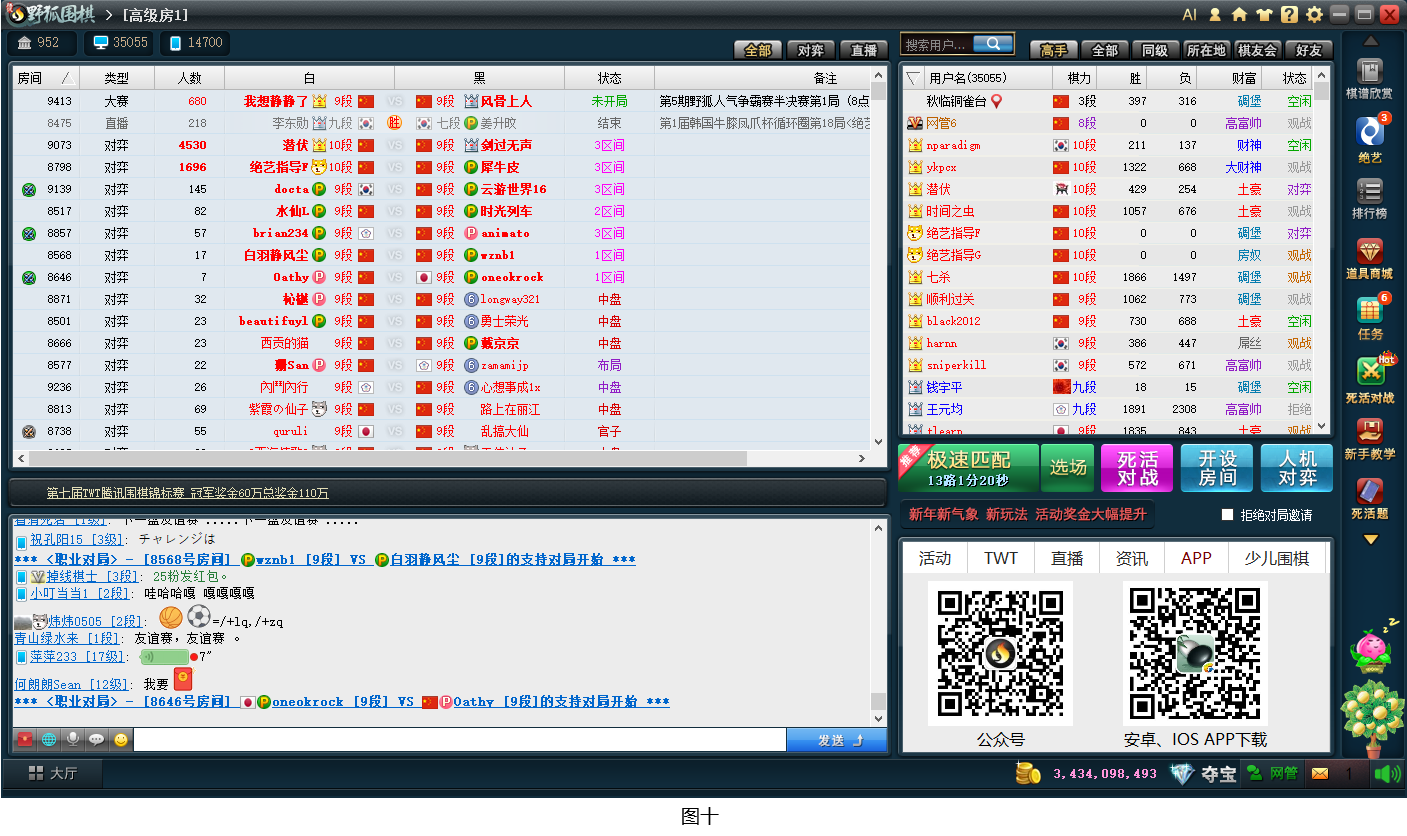 野狐围棋 > [高级房1] AI
952 35055 14700
全部 对弈 直播
搜索用户... 高手 全部 同级 所在地 棋友会 好友
房间 类型 人数 白 黑 状态 备注
9413 大赛 680 我想静静了 9段 VS 9段 风骨上人 未开局 第5期野狐人气争霸赛半决赛第1局 (8点
8475 直播 218 李东勋 九段 胜 七段 P 姜升旼 结束 第1届韩国牛膝凤爪杯循环圈第18局<绝艺
9073 对弈 4530 潜伏 10段 VS 9段 剑过无声 3区间
8798 对弈 1696 绝艺指导F 10段 VS 9段 P 犀牛皮 3区间
9139 对弈 145 docta P 9段 VS 9段 P 云游世界16 3区间
8517 对弈 82 水仙L P 9段 VS 9段 P 时光列车 2区间
8857 对弈 57 brian234 P 9段 VS 9段 P animato 3区间
8568 对弈 17 白羽静风尘 P 9段 VS 9段 P wznb1 1区间
8646 对弈 7 Oathy P 9段 VS 9段 P oneokrock 1区间
8871 对弈 32 杺椹 P 9段 VS 9段 6 longway321 中盘
8501 对弈 23 beautifuyl P 9段 VS 9段 6 勇士荣光 中盘
8666 对弈 23 西贡的猫 9段 VS 9段 P 戴京京 中盘
8577 对弈 22 珊San P 9段 VS 9段 6 zamamijp 布局
9236 对弈 26 內鬥內行 9段 VS 9段 6 心想事成1x 中盘
8813 对弈 69 紫霞の仙子 9段 VS 9段 路上在丽江 中盘
8738 对弈 55 quruli 9段 VS 9段 乱搞大仙 官子
用户名(35055) 棋力 胜 负 财富 状态
秋临铜雀台 3段 397 316 碉堡 空闲
网管6 8段 0 0 高富帅 观战
nparadigm 10段 211 137 财神 空闲
ykpcx 10段 1322 668 大财神 观战
潜伏 10段 429 254 土豪 对弈
时间之虫 10段 1057 676 土豪 观战
绝艺指导F 10段 0 0 碉堡 对弈
绝艺指导G 10段 0 0 房奴 观战
七杀 10段 1866 1497 碉堡 观战
顺利过关 9段 1062 773 碉堡 观战
black2012 9段 730 688 土豪 空闲
harnn 9段 386 447 屌丝 观战
sniperkill 9段 572 671 高富帅 观战
钱宇平 九段 18 15 碉堡 空闲
王元均 九段 1891 2308 高富帅 拒绝
tlearn 9段 1835 843 土豪 观战
棋谱欣赏
3
绝艺
排行榜
道具商城
6
任务
Hot
死活对战
新手教学
死活题
第七届TWT腾讯围棋锦标赛 冠军奖金60万总奖金110万
推荐 极速匹配 13路1分20秒 选场 死活对战 开设房间 人机对弈
新年新气象 新玩法 活动奖金大幅提升 拒绝对局邀请
祝孔阳15 [3级]: チャレンジは
*** <职业对局> - [8568号房间] P wznb1 [9段] VS P 白羽静风尘 [9段]的支持对局开始 ***
掉线棋士 [3段]: 25粉发红包。
小叮当当1 [2段]: 哇哈哈嘎 嘎嘎嘎嘎
炜炜0505 [2段]: =/+lq,/+zq
青山绿水来 [1段]: 友谊赛，友谊赛 。
萍萍233 [17级]: 7"
何朗朗Sean [12级]: 我要
*** <职业对局> - [8646号房间] P oneokrock [9段] VS P Oathy [9段]的支持对局开始 ***
发送
活动 TWT 直播 资讯 APP 少儿围棋
公众号 安卓、IOS APP下载
大厅 3,434,098,493 夺宝 网管 1
图十